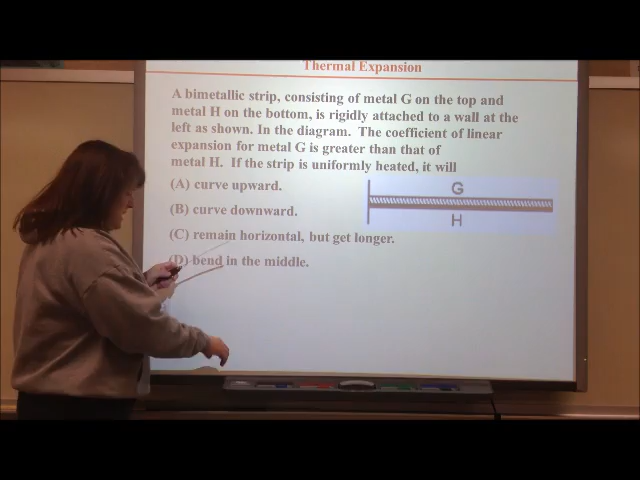 Thermal Expansion
A bimetallic strip, consisting of metal G on the top and
metal H on the bottom, is rigidly attached to a wall at the
left as shown. In the diagram. The coefficient of linear
expansion for metal G is greater than that of
metal H. If the strip is uniformly heated, it will
(A) curve upward.
(B) curve downward.
(C) remain horizontal, but get longer.
(D) bend in the middle.
G
H